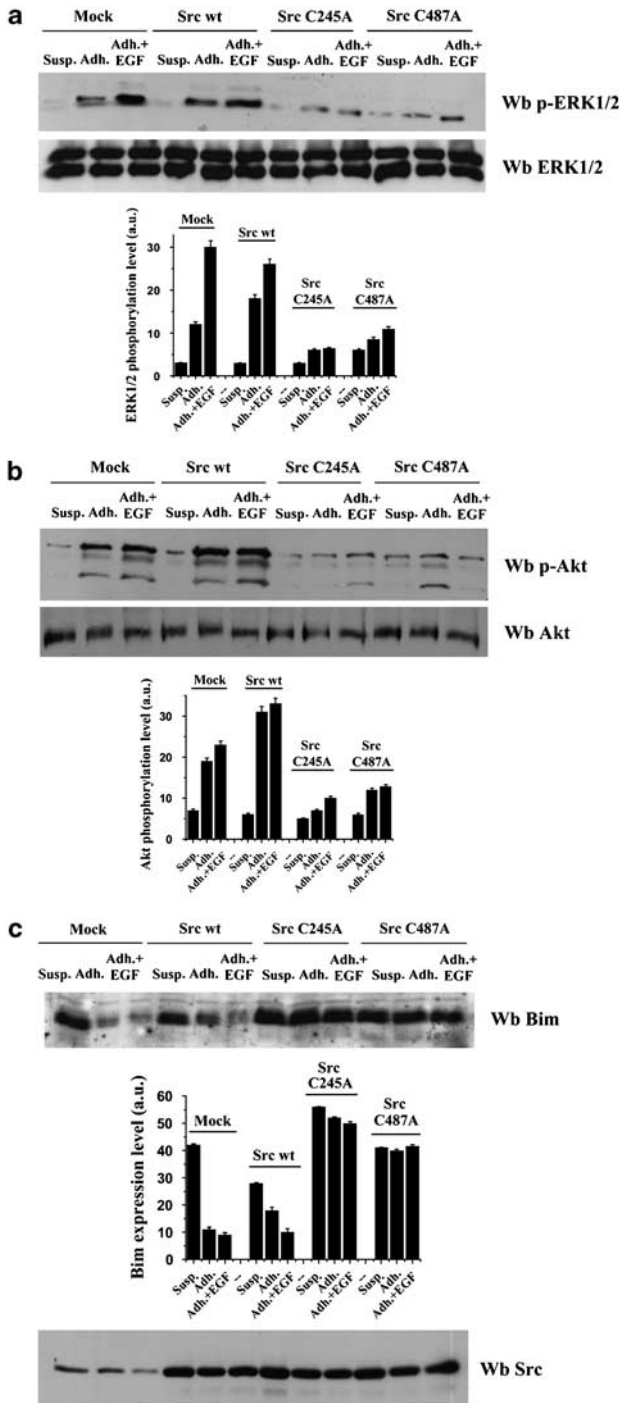 a
Mock Src wt Src C245A Src C487A
Adh.+ Adh.+ Adh.+ Adh.+
Susp. Adh. EGF Susp. Adh. EGF Susp. Adh. EGF Susp. Adh. EGF
Wb p-ERK1/2
Wb ERK1/2
ERK1/2 phosphorylation level (a.u.)
30
20
10
0
Mock
Src wt
Src
C245A
Src
C487A
Susp. Adh. Adh.+EGF -- Susp. Adh. Adh.+EGF -- Susp. Adh. Adh.+EGF -- Susp. Adh. Adh.+EGF
b
Mock Src wt Src C245A Src C487A
Adh.+ Adh.+ Adh.+ Adh.+
Susp. Adh. EGF Susp. Adh. EGF Susp. Adh. EGF Susp. Adh. EGF
Wb p-Akt
Wb Akt
Akt phosphorylation level (a.u.)
30
20
10
0
Mock
Src wt
Src
C245A
Src
C487A
Susp. Adh. Adh.+EGF -- Susp. Adh. Adh.+EGF -- Susp. Adh. Adh.+EGF -- Susp. Adh. Adh.+EGF
c
Mock Src wt Src C245A Src C487A
Adh.+ Adh.+ Adh.+ Adh.+
Susp. Adh. EGF Susp. Adh. EGF Susp. Adh. EGF Susp. Adh. EGF
Wb Bim
Bim expression level (a.u.)
60
50
40
30
20
10
0
Mock
Src wt
Src
C245A
Src
C487A
Susp. Adh. Adh.+EGF -- Susp. Adh. Adh.+EGF -- Susp. Adh. Adh.+EGF -- Susp. Adh. Adh.+EGF
Wb Src